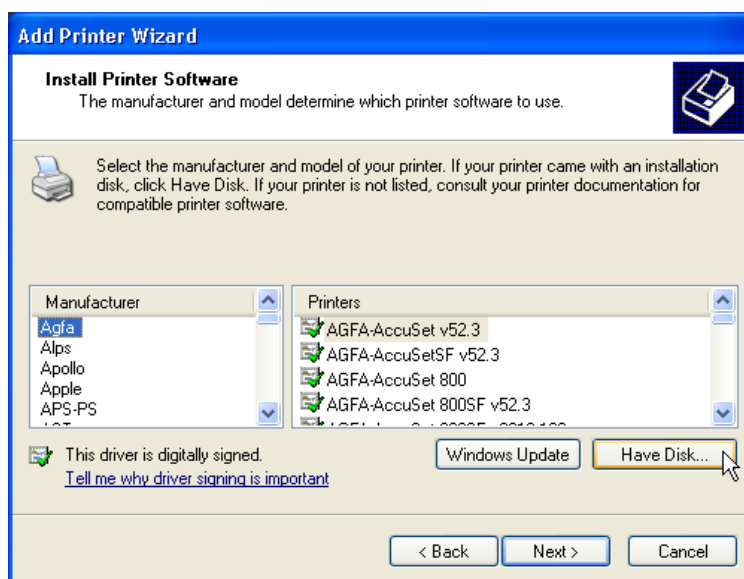 Add Printer Wizard
Install Printer Software
The manufacturer and model determine which printer software to use.
Select the manufacturer and model of your printer. If your printer came with an installation
disk, click Have Disk. If your printer is not listed, consult your printer documentation for
compatible printer software.
Manufacturer
Agfa
Alps
Apollo
Apple
APS-PS
Printers
AGFA-AccuSet v52.3
AGFA-AccuSetSF v52.3
AGFA-AccuSet 800
AGFA-AccuSet 800SF v52.3
This driver is digitally signed.
Tell me why driver signing is important
Windows Update
Have Disk...
< Back
Next >
Cancel